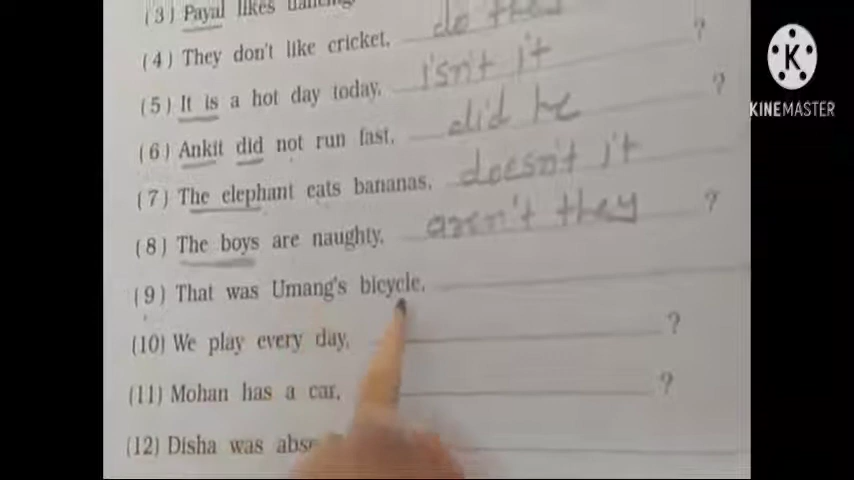 (3) Payal likes dancing
(4) They don't like cricket, do they ?
(5) It is a hot day today, isn't it ?
(6) Ankit did not run fast, did he
(7) The elephant eats bananas, doesn't it
(8) The boys are naughty, aren't they ?
(9) That was Umang's bicycle,
(10) We play every day, ?
(11) Mohan has a car, ?
(12) Disha was abs
K
KINEMASTER